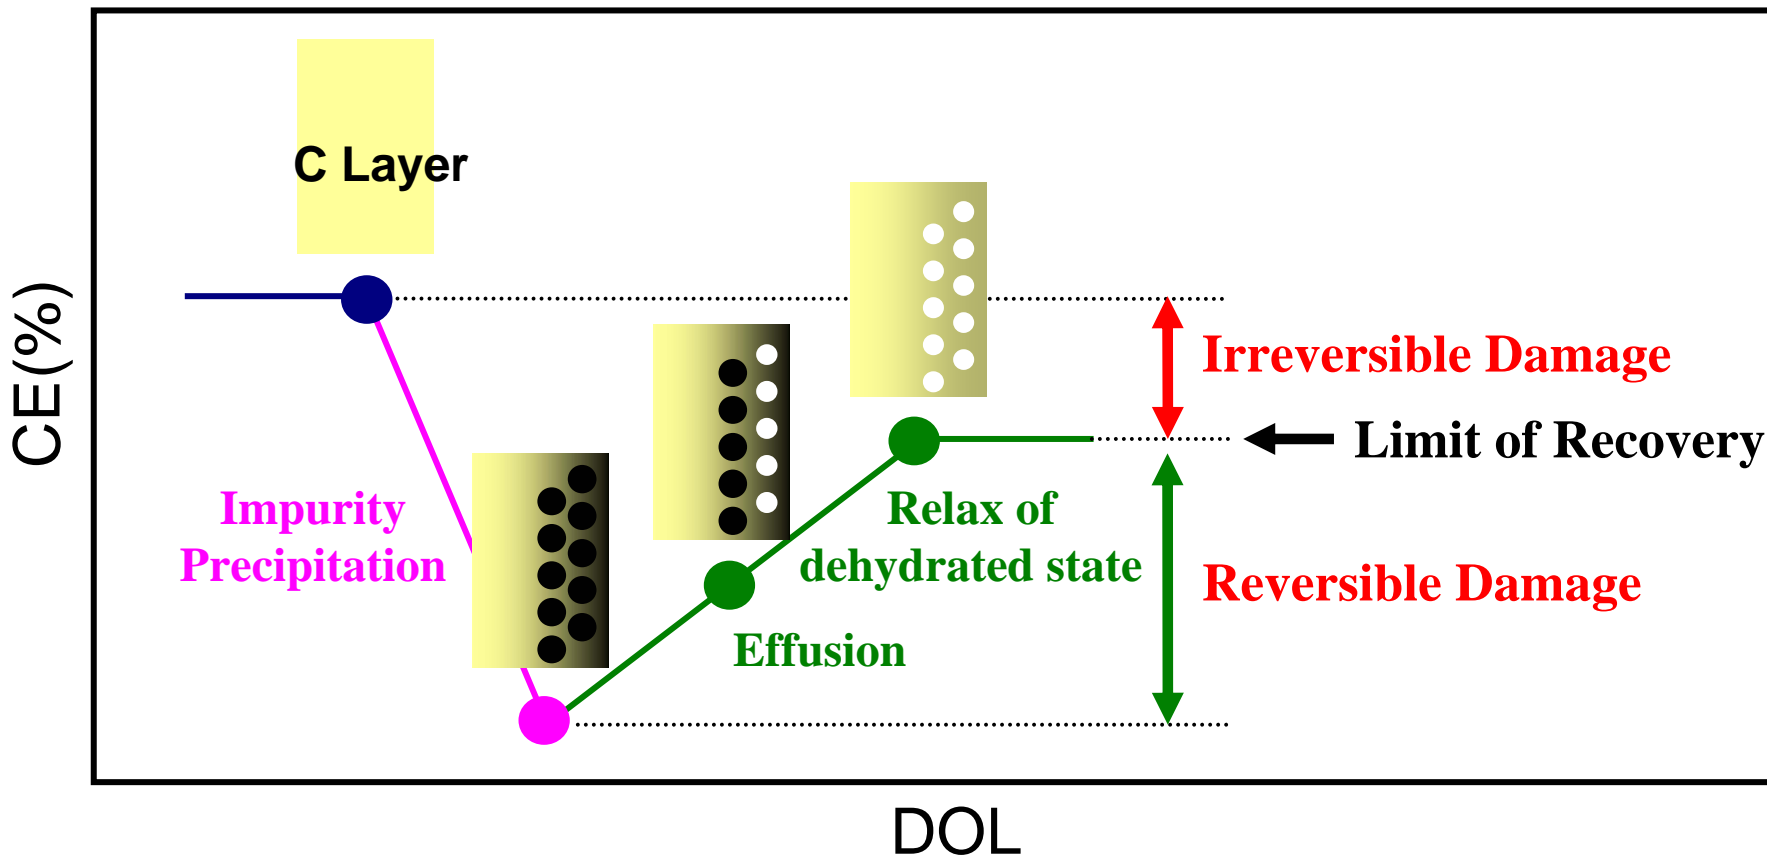 C Layer
CE(%)
Irreversible Damage
Limit of Recovery
Impurity
Precipitation
Relax of
dehydrated state
Reversible Damage
Effusion
DOL